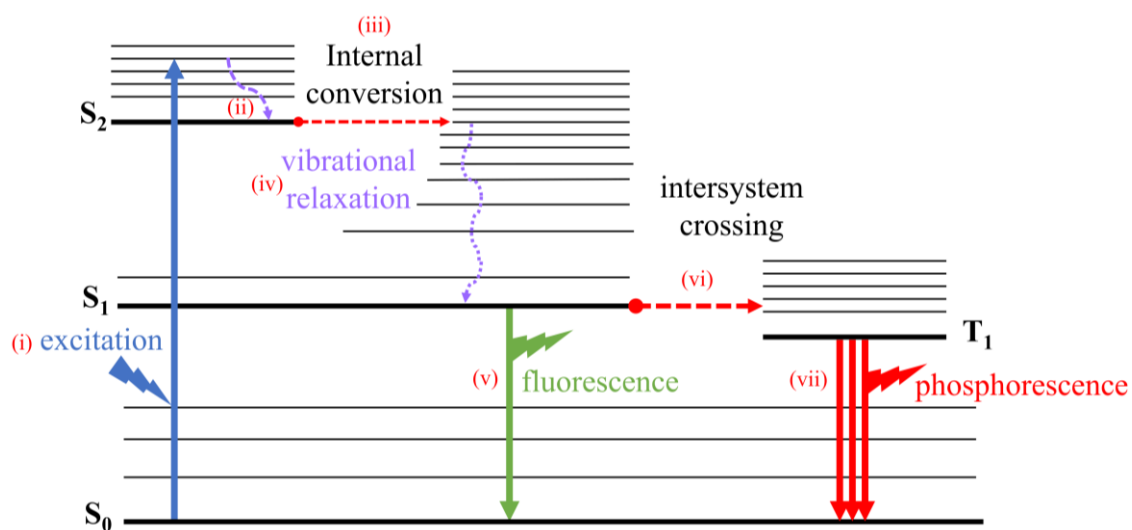 (iii)
Internal
conversion
(ii)
S2
vibrational
(iv) relaxation
intersystem
crossing
(vi)
S1
T1
(i) excitation
(v) fluorescence
(vii) phosphorescence
S0